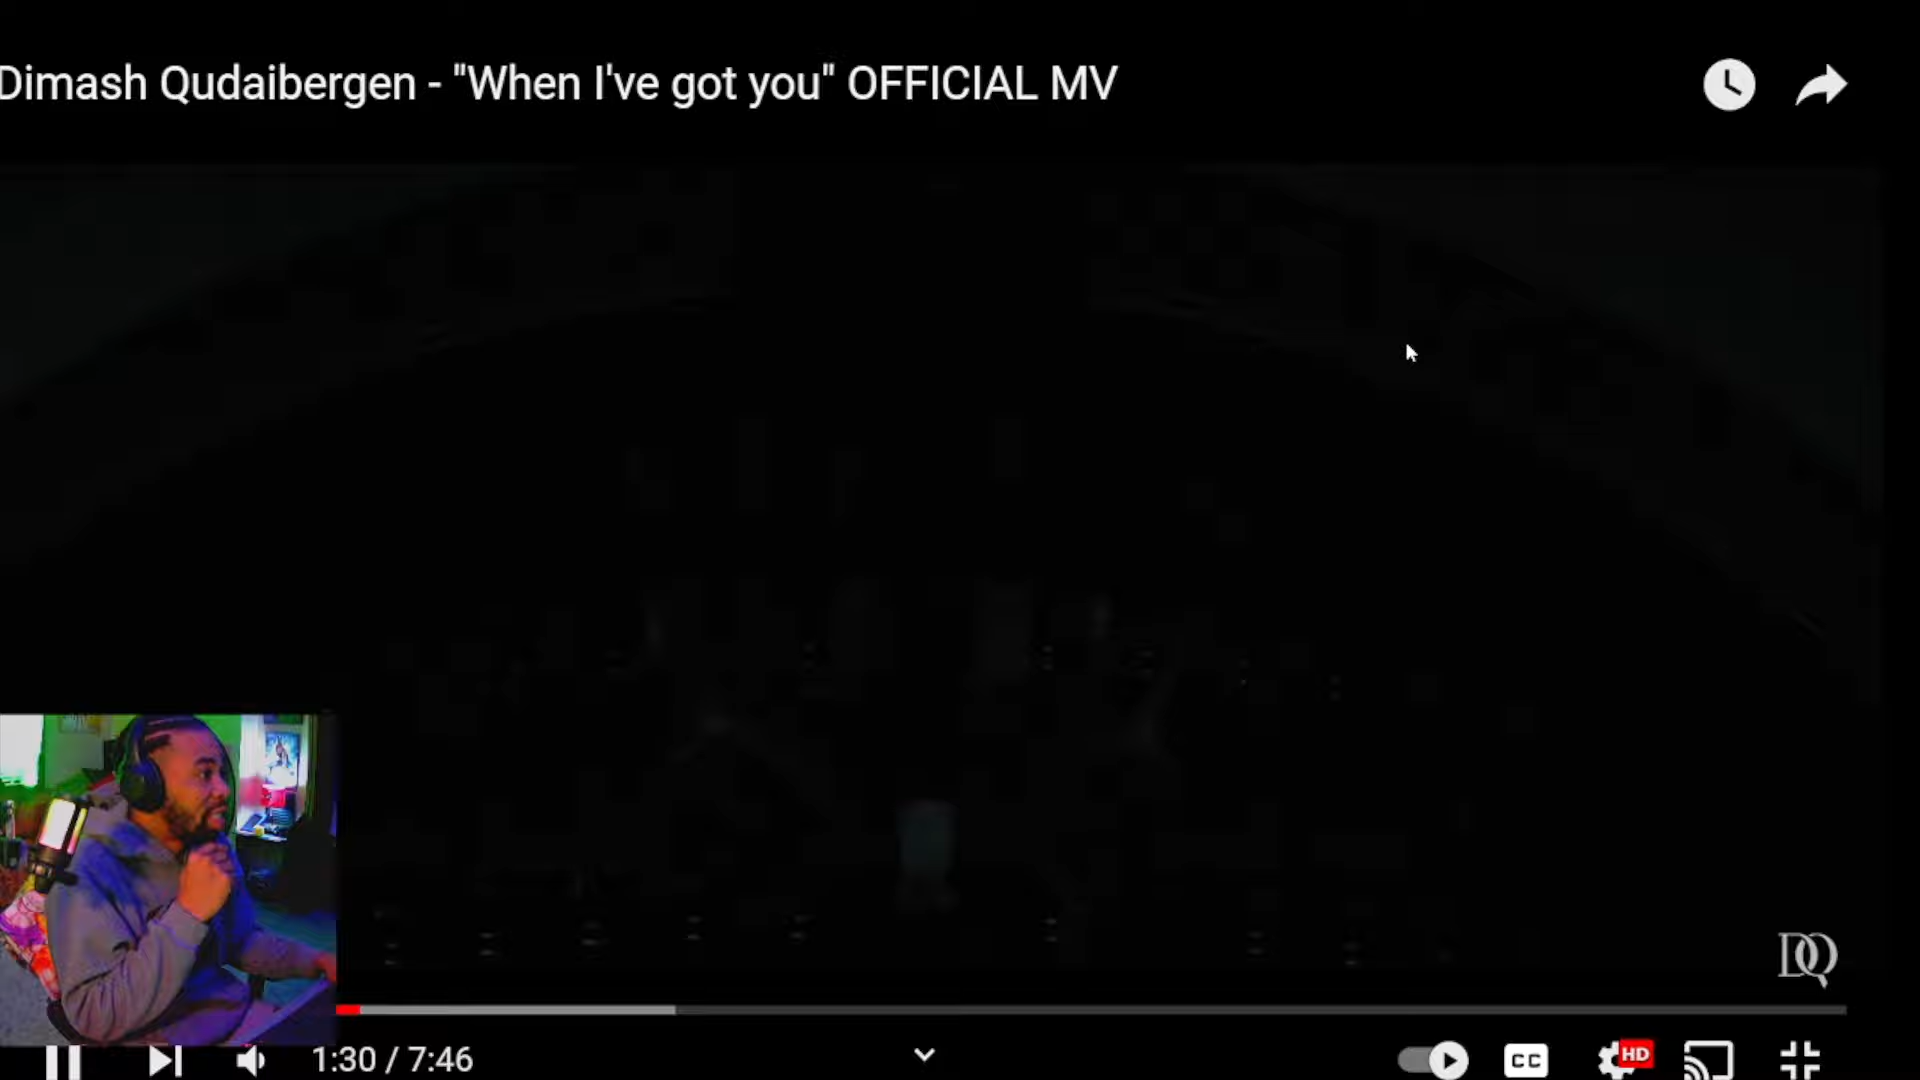 Dimash Qudaibergen - "When I've got you" OFFICIAL MV
DQ
1:30 / 7:46
CC
HD